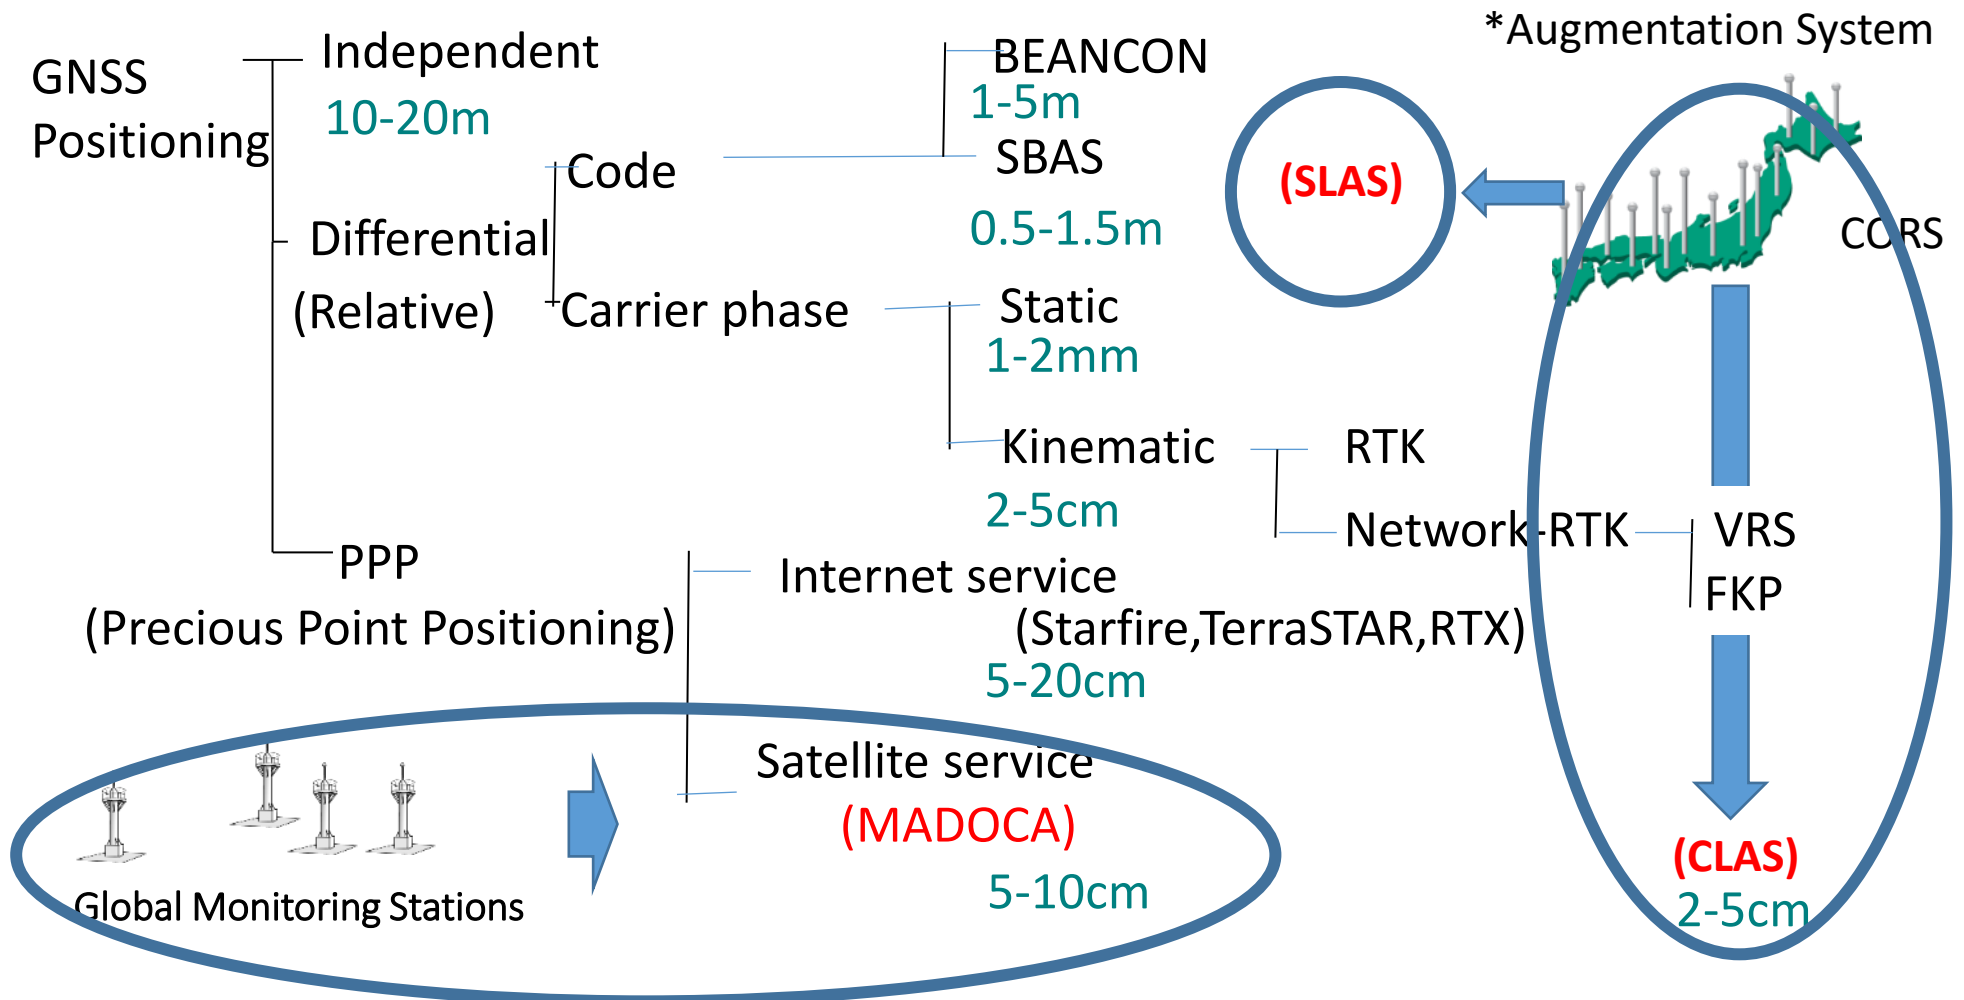 *Augmentation System
GNSS
Positioning
Independent
10-20m
BEANCON
1-5m
SBAS
0.5-1.5m
(SLAS)
CORS
Code
Differential
(Relative)
Carrier phase
Static
1-2mm
Kinematic
2-5cm
RTK
Network-RTK
VRS
FKP
PPP
(Precious Point Positioning)
Internet service
(Starfire,TerraSTAR,RTX)
5-20cm
Satellite service
(MADOCA)
5-10cm
Global Monitoring Stations
(CLAS)
2-5cm